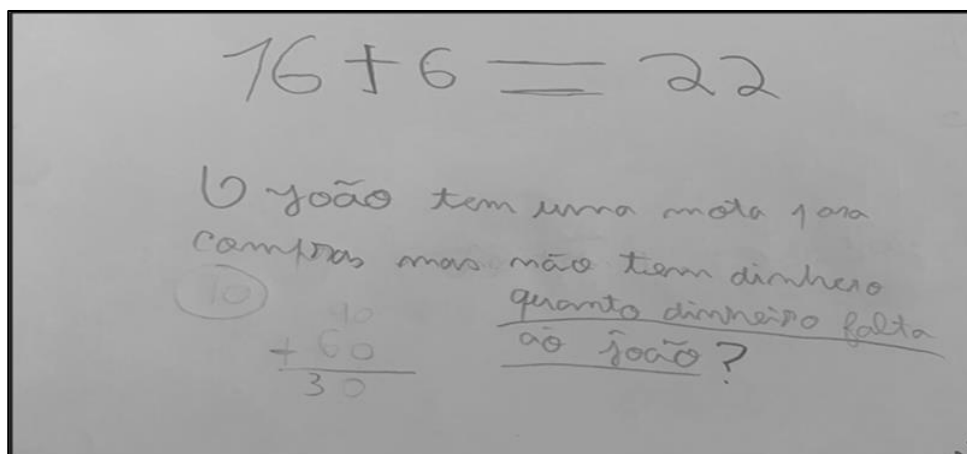 16 + 6 = 22
O João tem uma mota para
compras mas não tem dinhero
quanto dinheiro falta
ao João?
10
40
+ 60
30